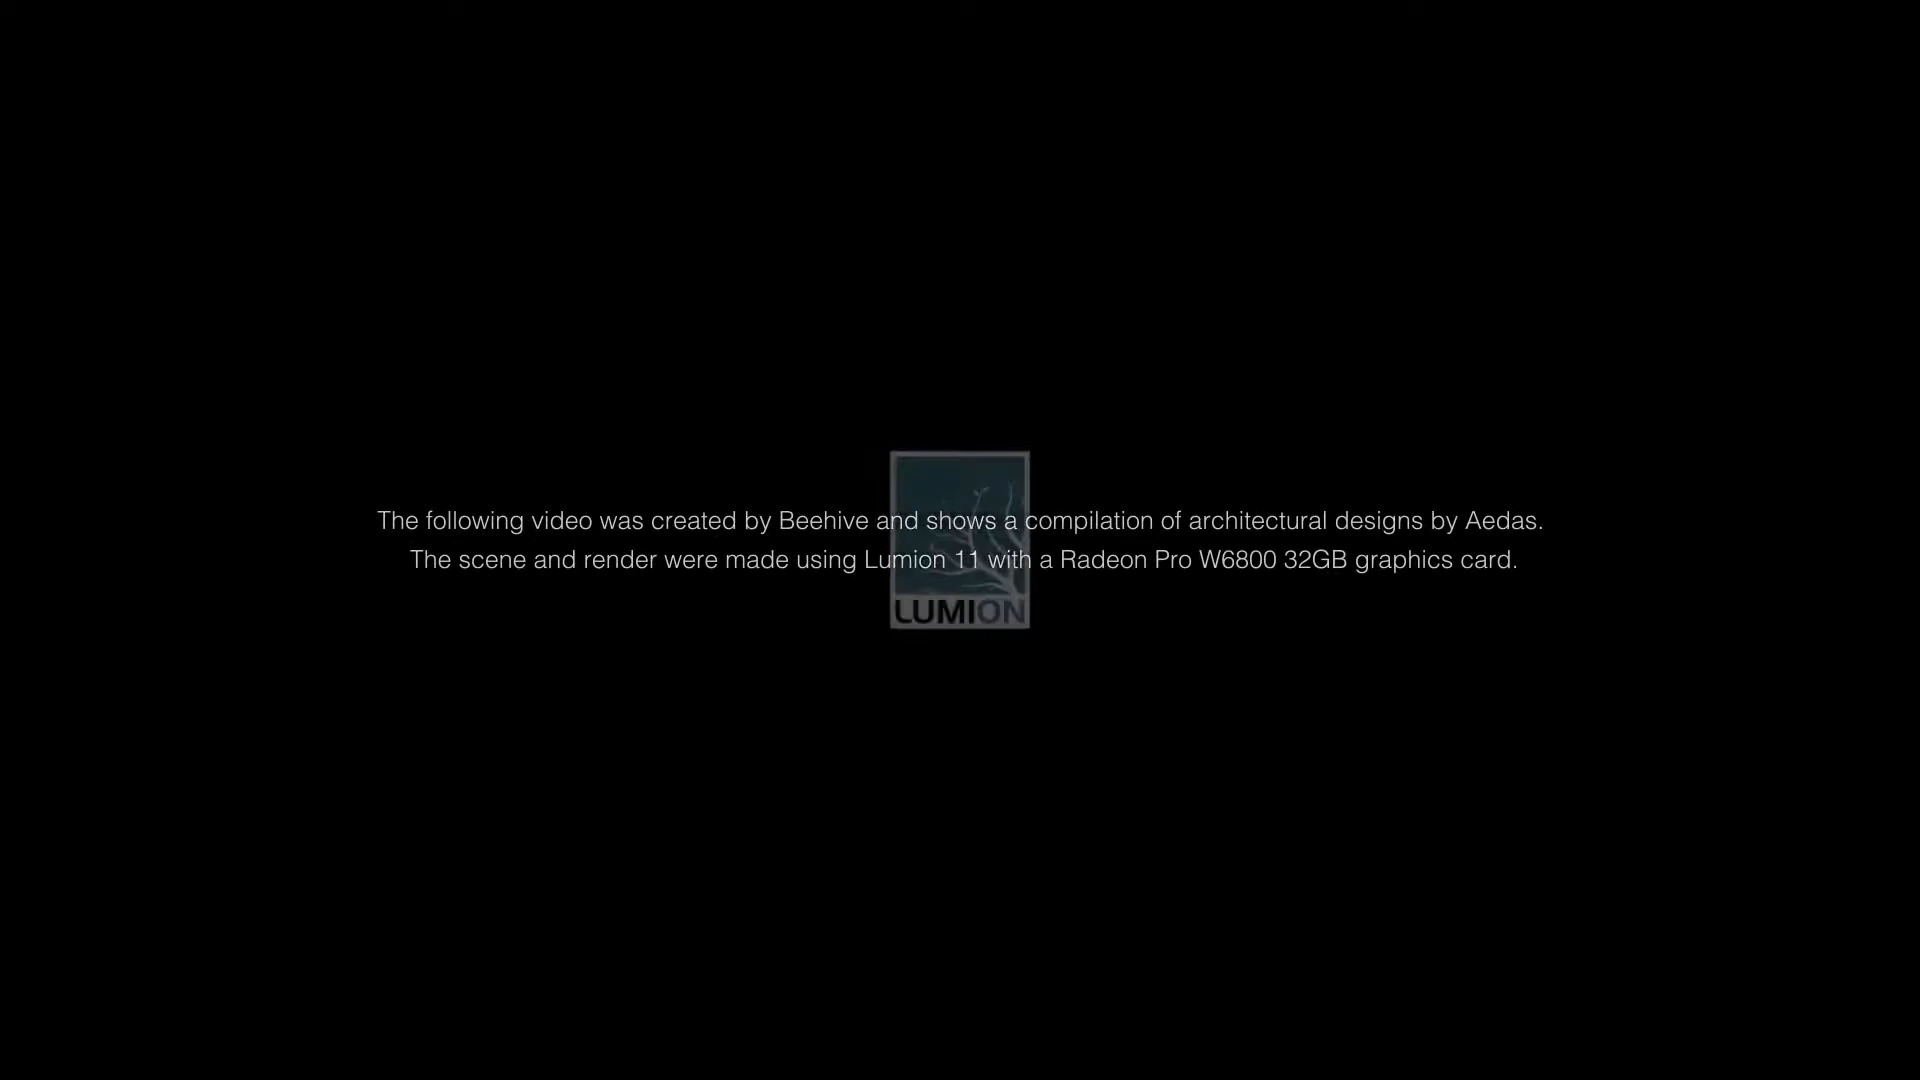 The following video was created by Beehive and shows a compilation of architectural designs by Aedas.
The scene and render were made using Lumion 11 with a Radeon Pro W6800 32GB graphics card.
LUMION